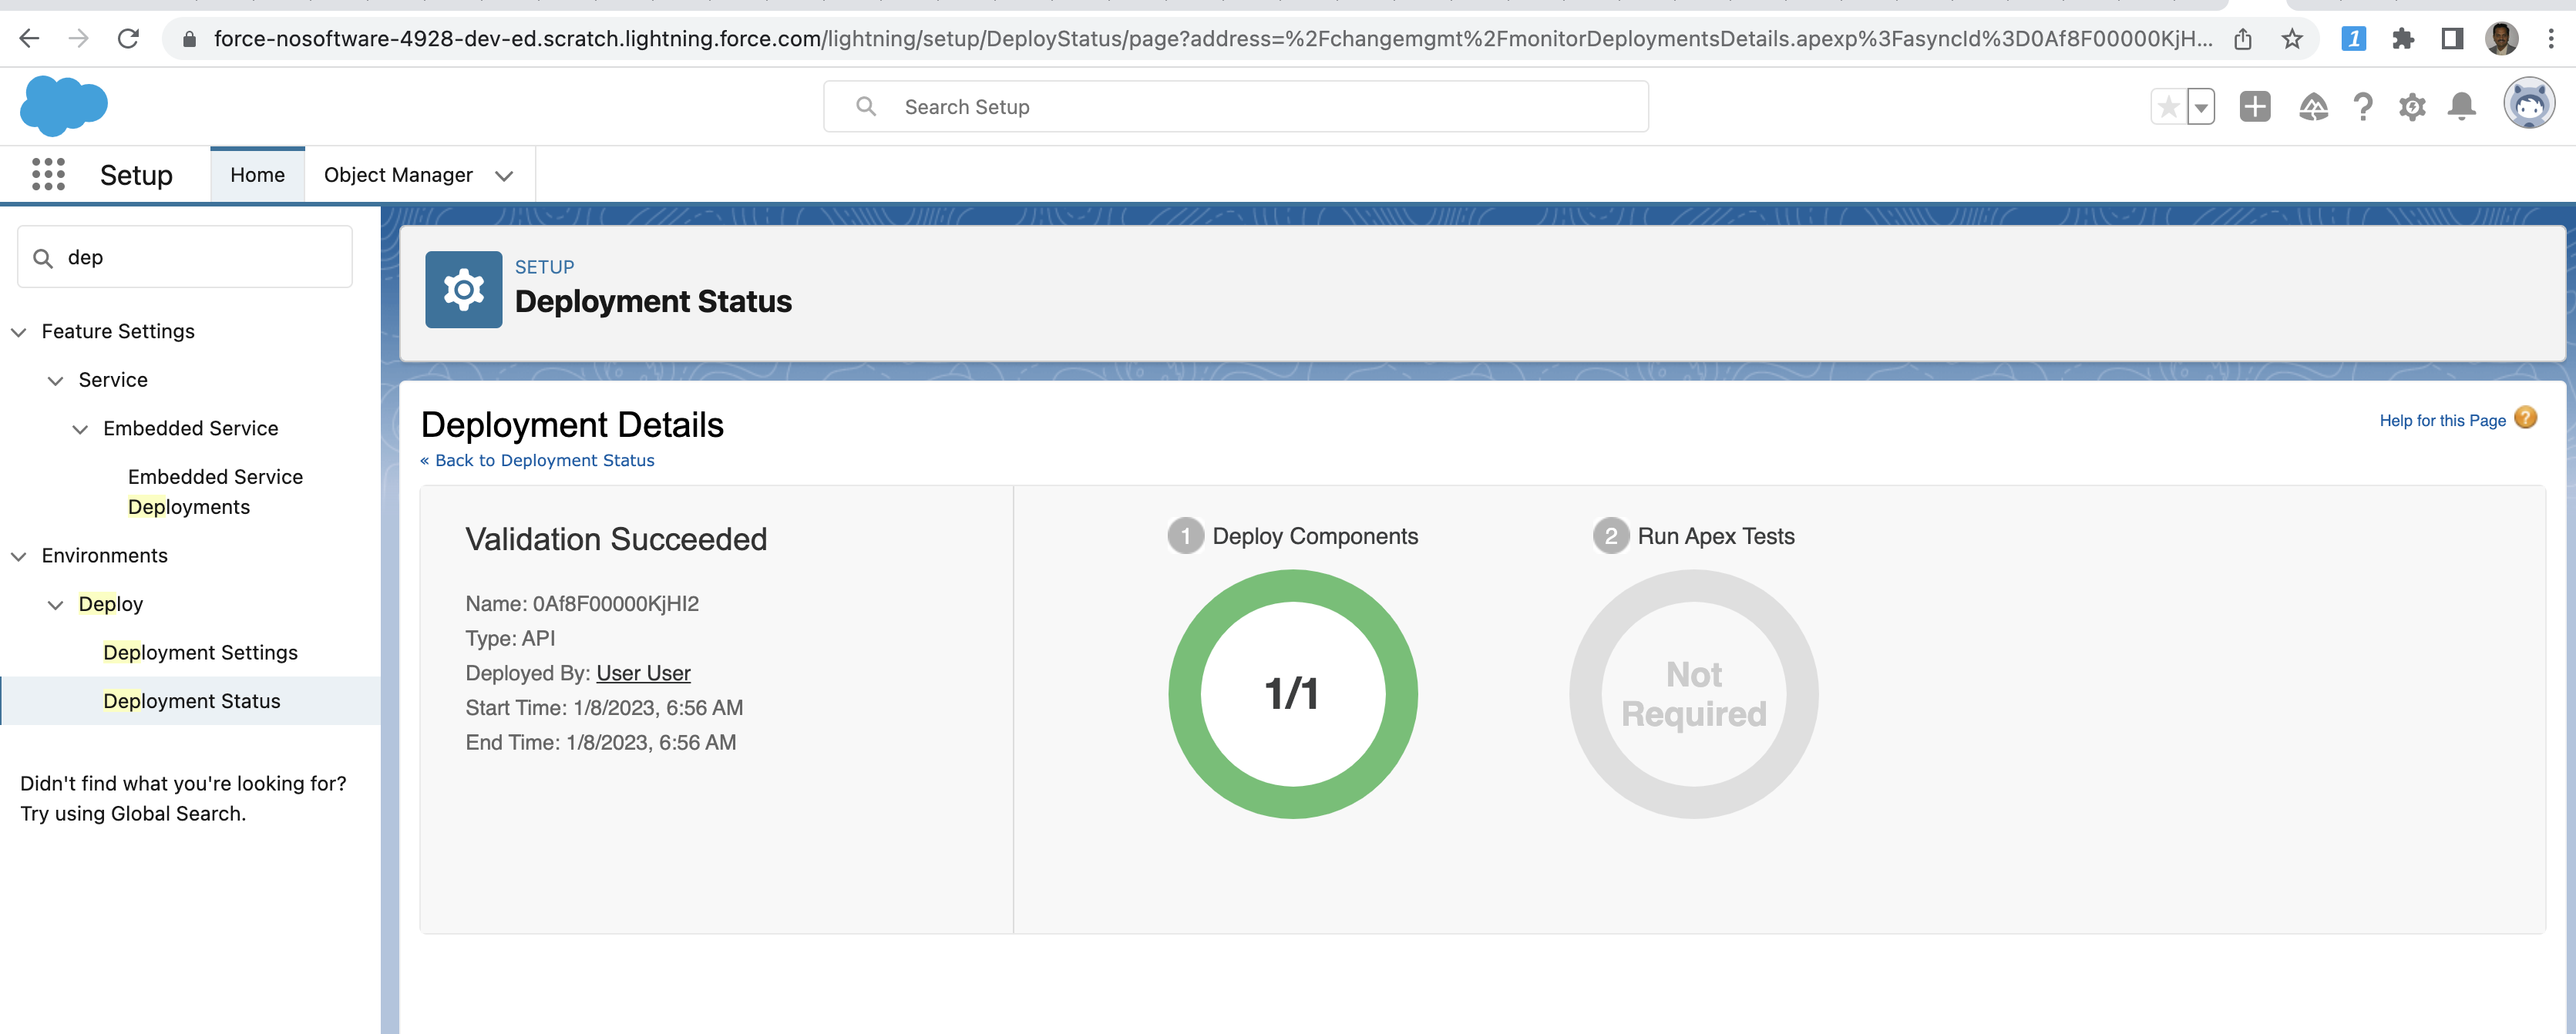 force-nosoftware-4928-dev-ed.scratch.lightning.force.com/lightning/setup/DeployStatus/page?address=%2Fchangemgmt%2FmonitorDeploymentsDetails.apexp%3FasyncId%3D0Af8F00000KjH...
1
Search Setup
Setup
Home
Object Manager
dep
Feature Settings
Service
Embedded Service
Embedded Service
Deployments
Environments
Deploy
Deployment Settings
Deployment Status
Didn't find what you're looking for?
Try using Global Search.
SETUP
Deployment Status
Deployment Details
Help for this Page ?
« Back to Deployment Status
Validation Succeeded
Name: 0Af8F00000KjHI2
Type: API
Deployed By: User User
Start Time: 1/8/2023, 6:56 AM
End Time: 1/8/2023, 6:56 AM
1 Deploy Components
1/1
2 Run Apex Tests
Not
Required